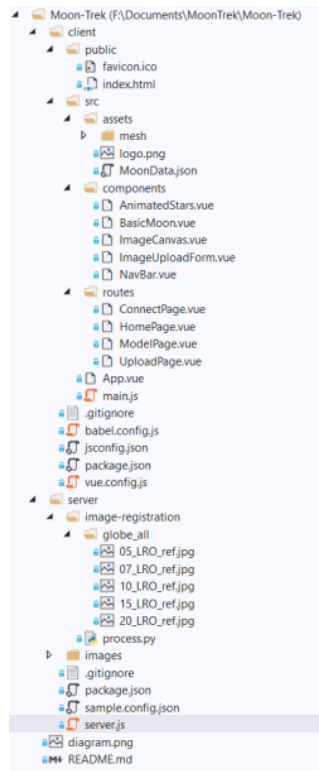 Moon-Trek (F:\Documents\MoonTrek\Moon-Trek)
client
public
favicon.ico
index.html
src
assets
mesh
logo.png
MoonData.json
components
AnimatedStars.vue
BasicMoon.vue
ImageCanvas.vue
ImageUploadForm.vue
NavBar.vue
routes
ConnectPage.vue
HomePage.vue
ModelPage.vue
UploadPage.vue
App.vue
main.js
.gitignore
babel.config.js
jsconfig.json
package.json
vue.config.js
server
image-registration
globe_all
05_LRO_ref.jpg
07_LRO_ref.jpg
10_LRO_ref.jpg
15_LRO_ref.jpg
20_LRO_ref.jpg
process.py
images
.gitignore
package.json
sample.config.json
server.js
diagram.png
README.md